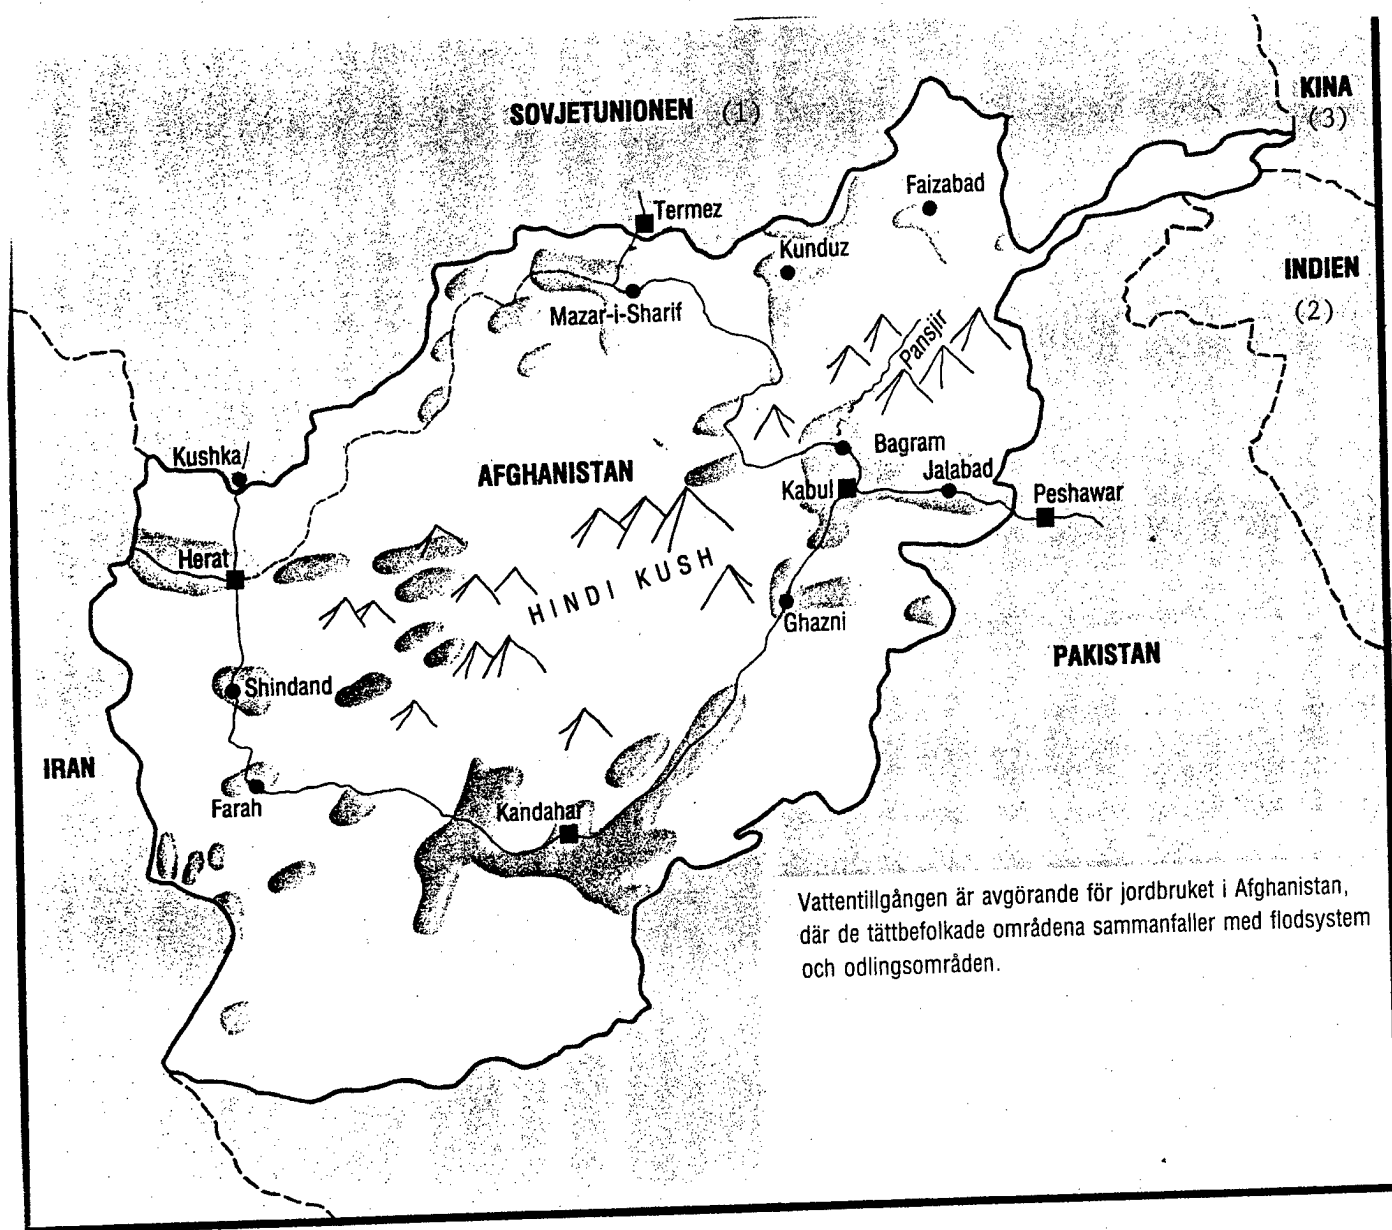 SOVJETUNIONEN (1)
KINA
(3)
Faizabad
Termez
Kunduz
INDIEN
(2)
Mazar-i-Sharif
Pansjir
Kushka
AFGHANISTAN
Bagram
Jalabad
Kabul
Peshawar
Herat
HINDI KUSH
Ghazni
PAKISTAN
Shindand
IRAN
Farah
Kandahar
Vattentillgången är avgörande för jordbruket i Afghanistan,
där de tättbefolkade områdena sammanfaller med flodsystem
och odlingsområden.